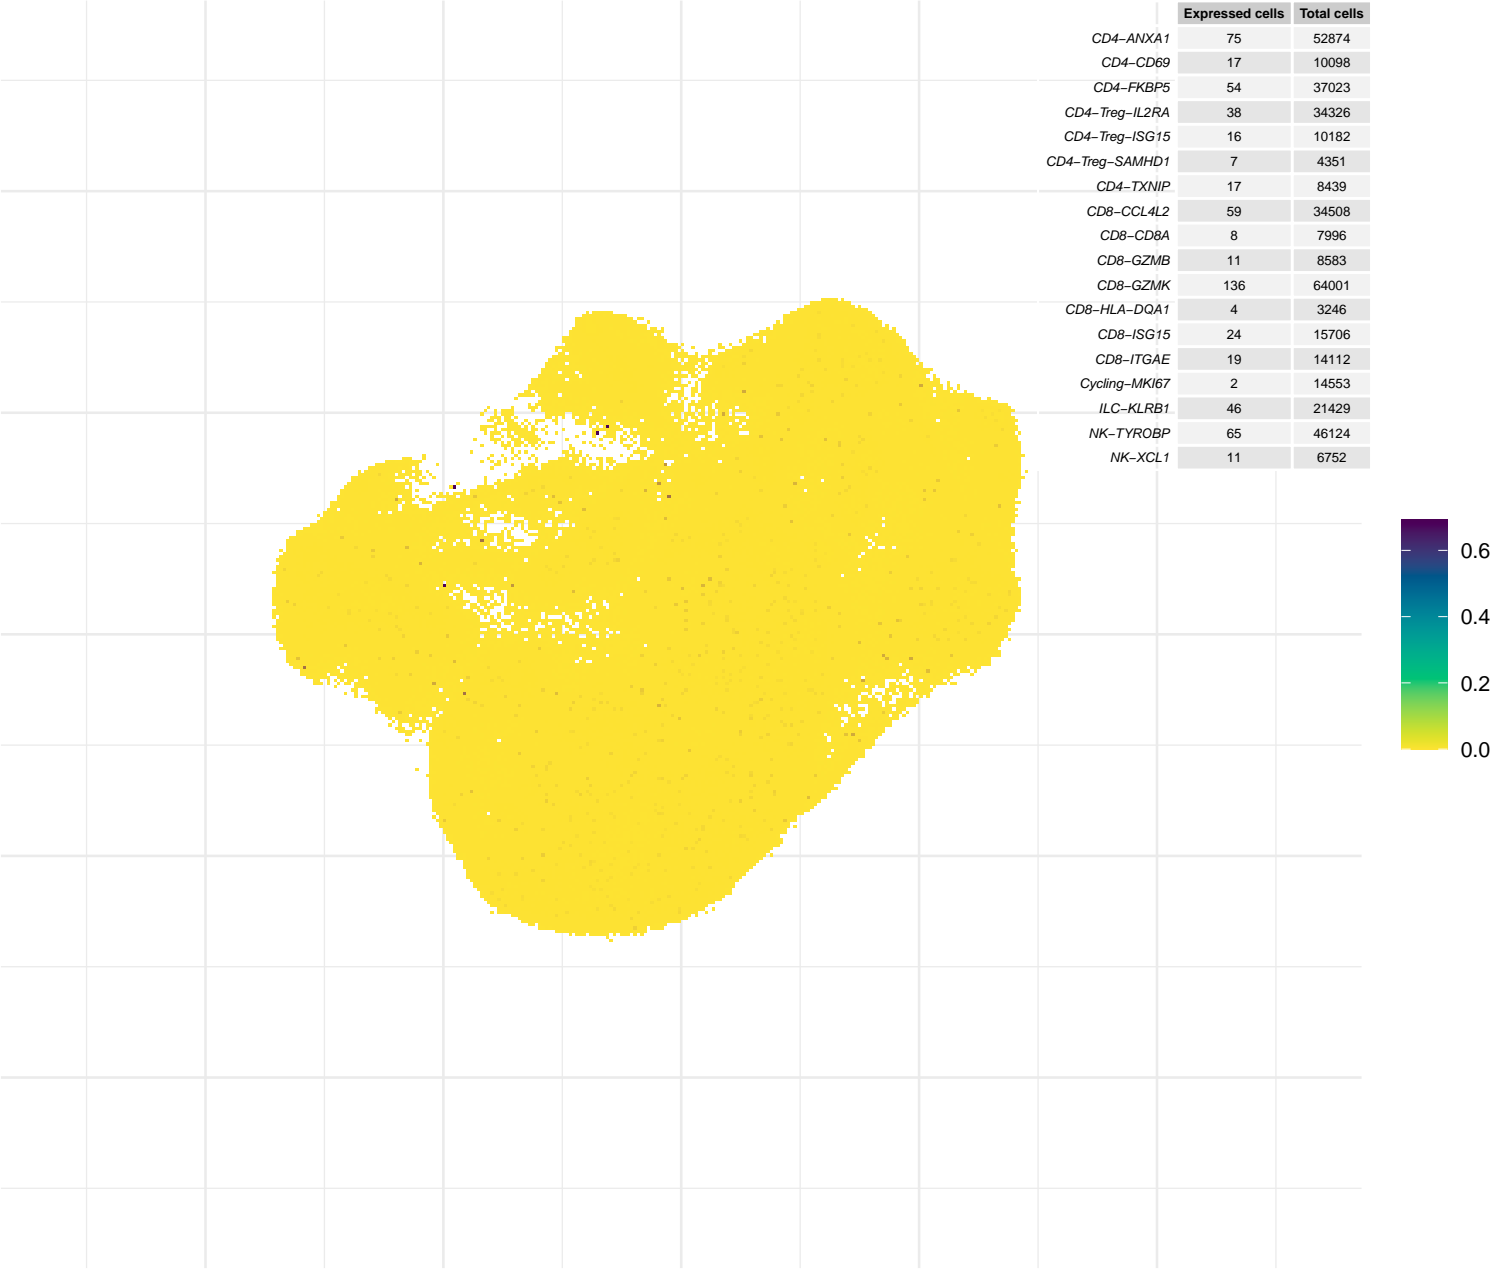 Expressed cells Total cells
CD4−ANXA1 75 52874
CD4−CD69 17 10098
CD4−FKBP5 54 37023
CD4−Treg−IL2RA 38 34326
CD4−Treg−ISG15 16 10182
CD4−Treg−SAMHD1 7 4351
CD4−TXNIP 17 8439
CD8−CCL4L2 59 34508
CD8−CD8A 8 7996
CD8−GZMB 11 8583
CD8−GZMK 136 64001
CD8−HLA−DQA1 4 3246
CD8−ISG15 24 15706
CD8−ITGAE 19 14112
Cycling−MKI67 2 14553
ILC−KLRB1 46 21429
NK−TYROBP 65 46124
NK−XCL1 11 6752
0.6
0.4
0.2
0.0